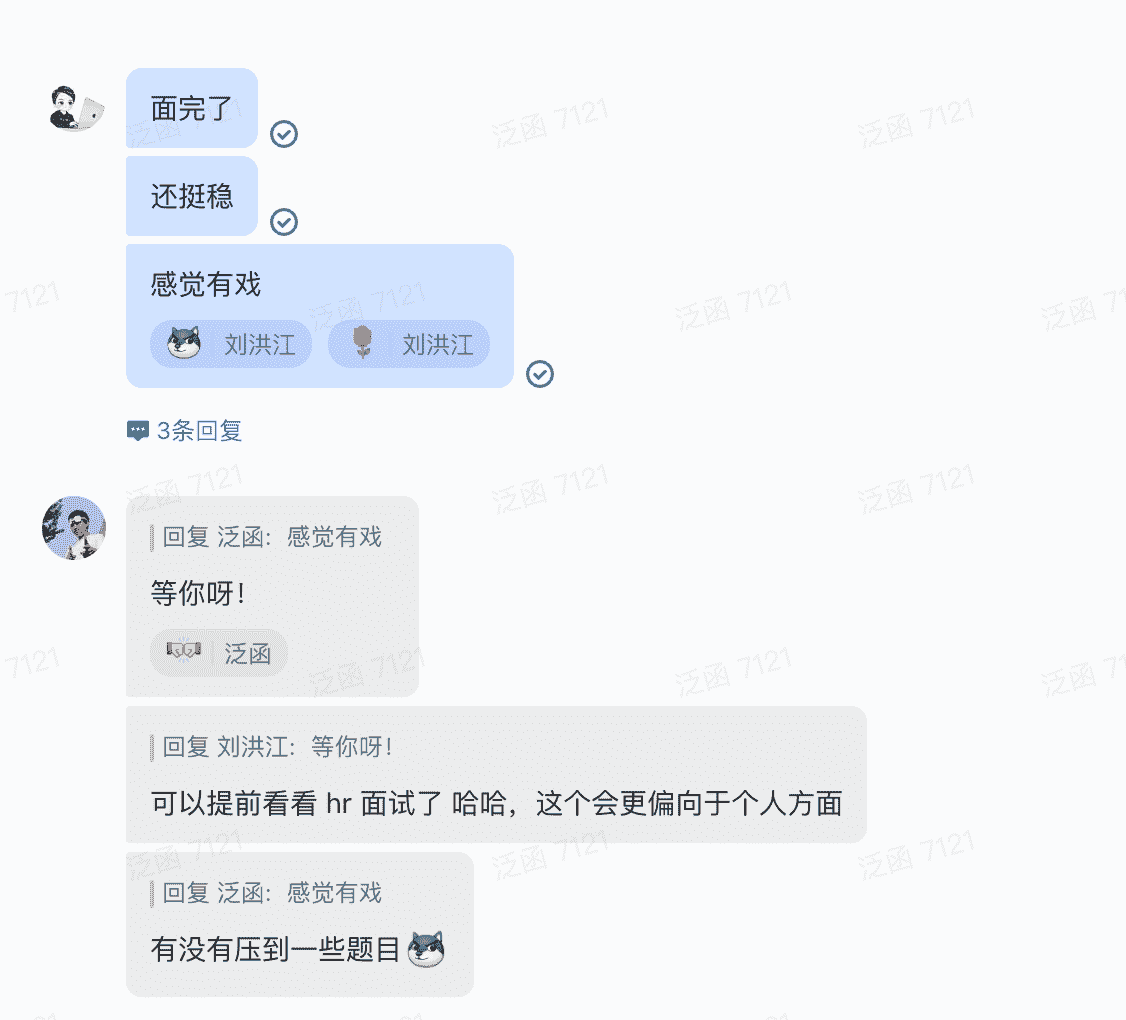 面完了
还挺稳
感觉有戏
刘洪江 刘洪江
3条回复
回复 泛函: 感觉有戏
等你呀!
泛函
回复 刘洪江: 等你呀!
可以提前看看 hr 面试了 哈哈，这个会更偏向于个人方面
回复 泛函: 感觉有戏
有没有压到一些题目
泛函 7121